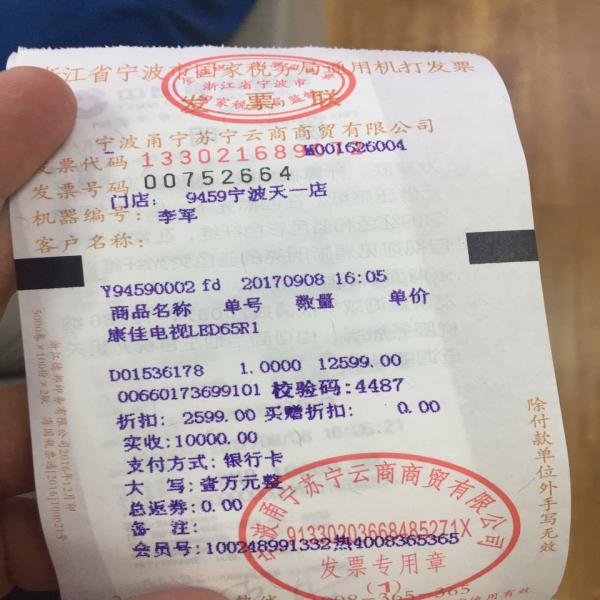 浙江省宁波市国家税务局通用机打发票
浙江省宁波市
国家税务局监制
发票联
宁波甬宁苏宁云商商贸有限公司
发票代码 133021689072 W001626004
发票号码 00752664
门店: 9459宁波天一店
机器编号: 李军
客户名称:
Y94590002 fd 20170908 16:05
商品名称 单号 数量 单价
康佳电视LED65R1
D01536178 1.0000 12599.00
00660173699101 校验码:4487
折扣: 2599.00 买赠折扣: 0.00
实收:10000.00
支付方式:银行卡
大 写:壹万元整
总返券:0.00
备 注:
会员号:100248991332热4008365365
宁波甬宁苏宁云商商贸有限公司
91330203668485271X
发票专用章
(1)
除付款单位外手写无效